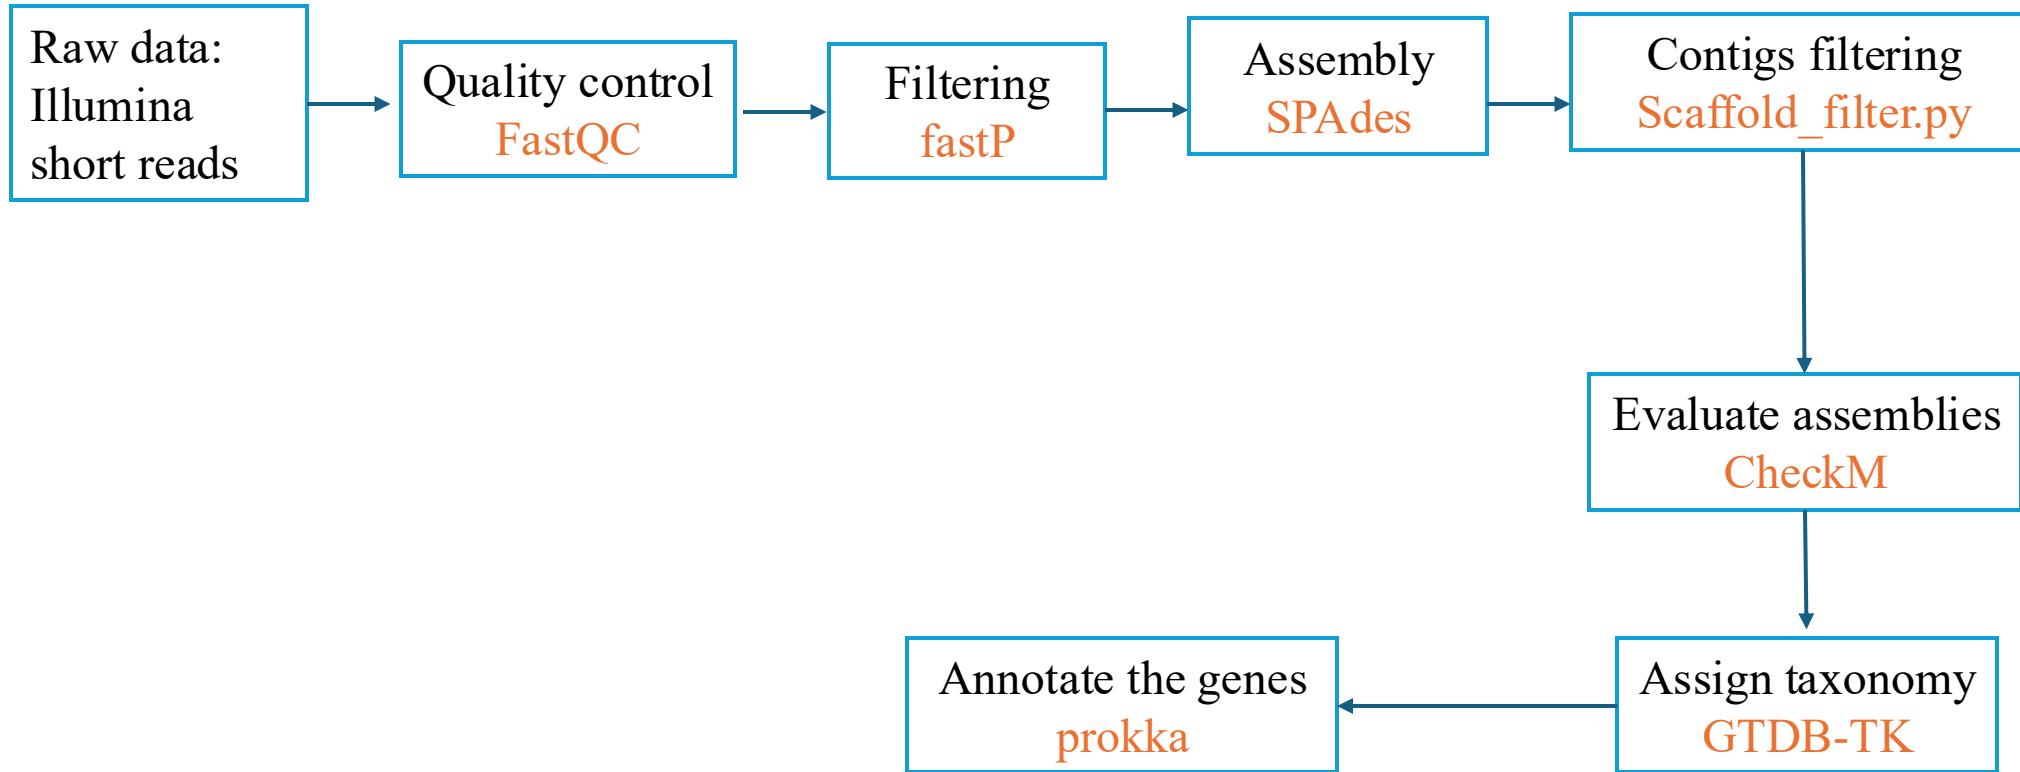 Raw data:
Illumina
short reads
Quality control
FastQC
Filtering
fastP
Assembly
SPAdes
Contigs filtering
Scaffold_filter.py
Evaluate assemblies
CheckM
Assign taxonomy
GTDB-TK
Annotate the genes
prokka